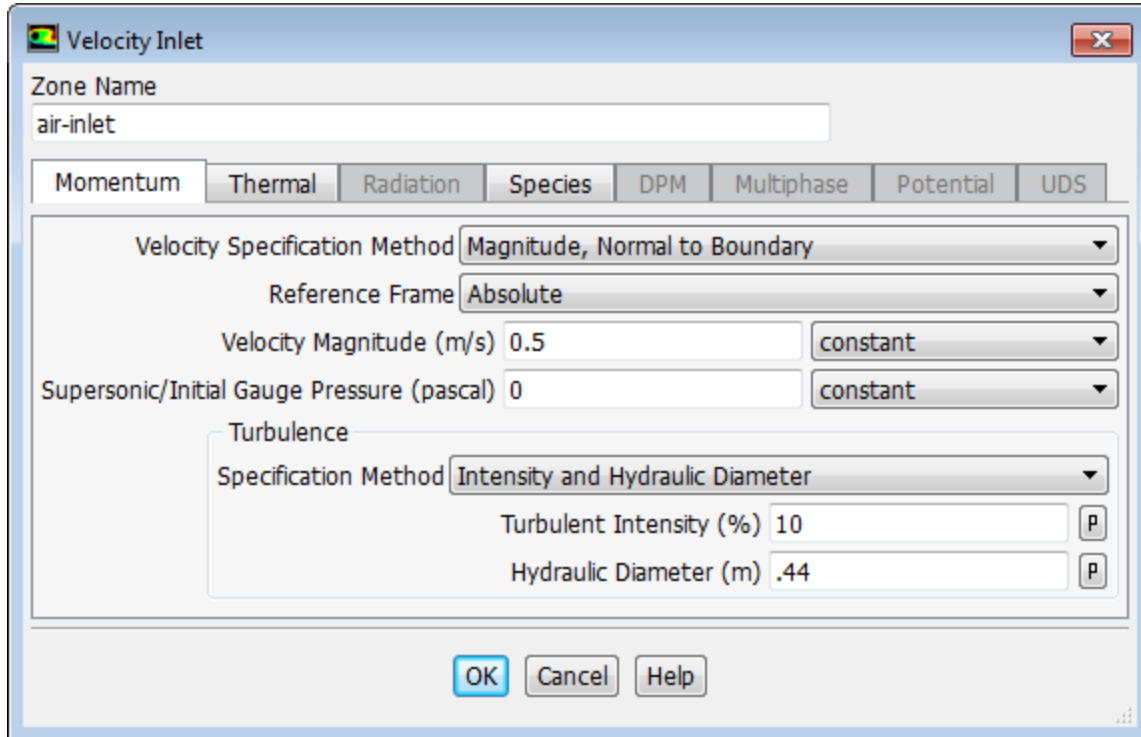 Velocity Inlet
Zone Name
air-inlet
Momentum Thermal Radiation Species DPM Multiphase Potential UDS
Velocity Specification Method Magnitude, Normal to Boundary
Reference Frame Absolute
Velocity Magnitude (m/s) 0.5 constant
Supersonic/Initial Gauge Pressure (pascal) 0 constant
Turbulence
Specification Method Intensity and Hydraulic Diameter
Turbulent Intensity (%) 10 P
Hydraulic Diameter (m) .44 P
OK Cancel Help